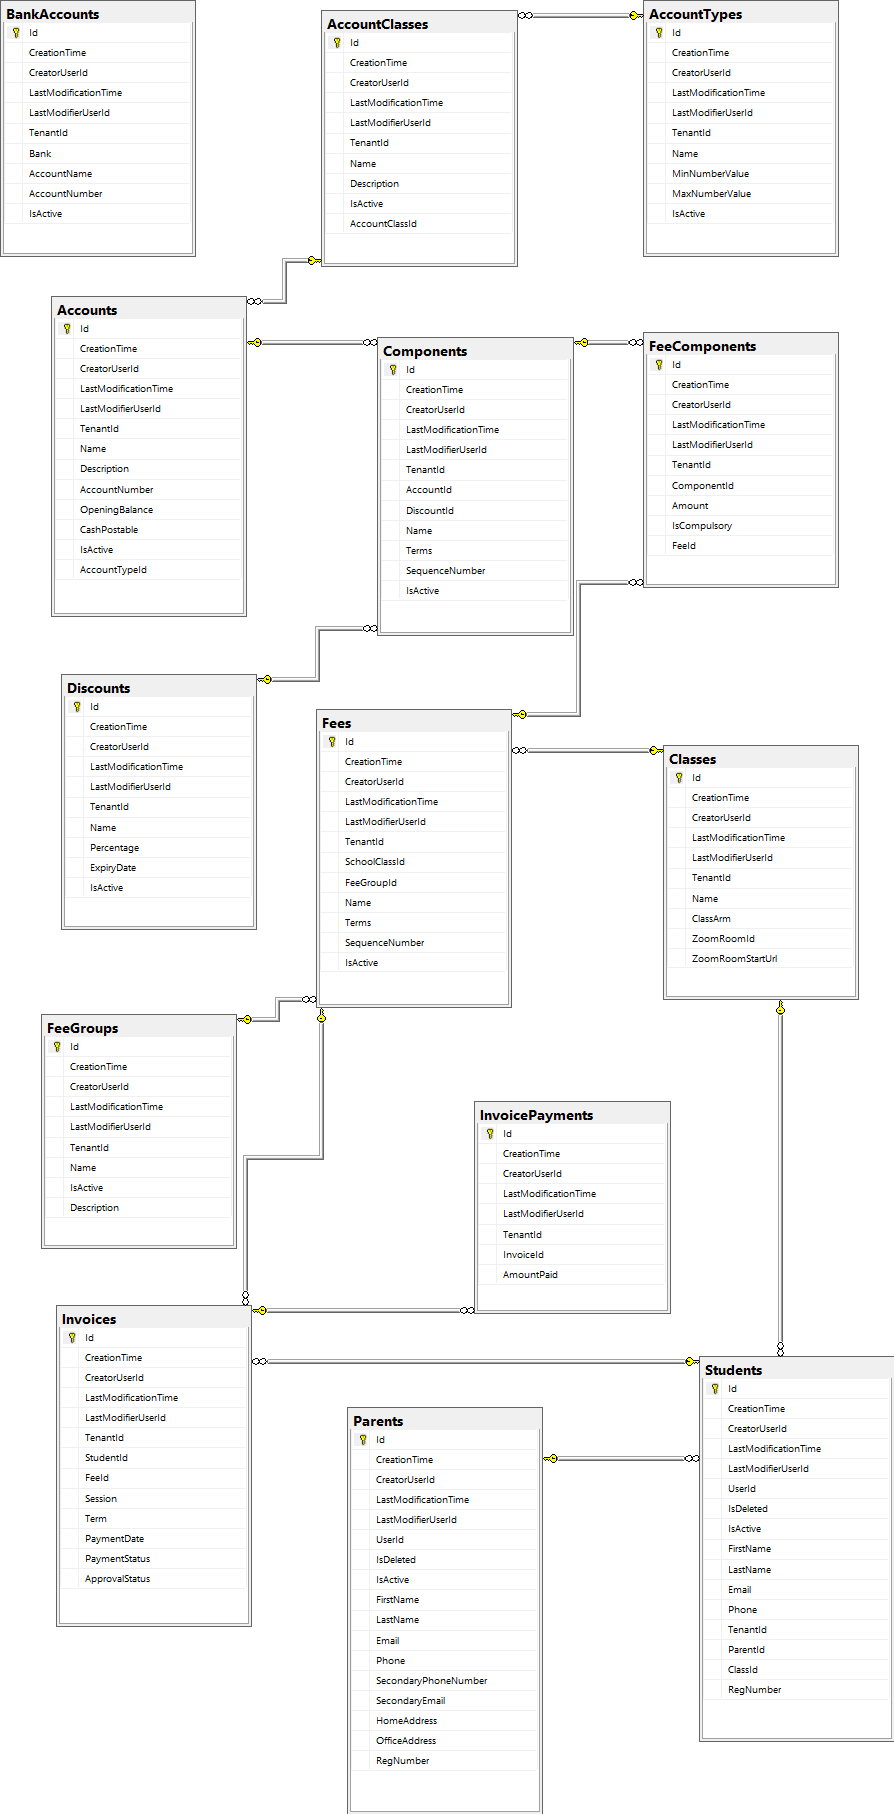 BankAccounts
Id
CreationTime
CreatorUserId
LastModificationTime
LastModifierUserId
TenantId
Bank
AccountName
AccountNumber
IsActive
AccountClasses
Id
CreationTime
CreatorUserId
LastModificationTime
LastModifierUserId
TenantId
Name
Description
IsActive
AccountClassId
AccountTypes
Id
CreationTime
CreatorUserId
LastModificationTime
LastModifierUserId
TenantId
Name
MinNumberValue
MaxNumberValue
IsActive
Accounts
Id
CreationTime
CreatorUserId
LastModificationTime
LastModifierUserId
TenantId
Name
Description
AccountNumber
OpeningBalance
CashPostable
IsActive
AccountTypeId
Components
Id
CreationTime
CreatorUserId
LastModificationTime
LastModifierUserId
TenantId
AccountId
DiscountId
Name
Terms
SequenceNumber
IsActive
FeeComponents
Id
CreationTime
CreatorUserId
LastModificationTime
LastModifierUserId
TenantId
ComponentId
Amount
IsCompulsory
FeeId
Discounts
Id
CreationTime
CreatorUserId
LastModificationTime
LastModifierUserId
TenantId
Name
Percentage
ExpiryDate
IsActive
Fees
Id
CreationTime
CreatorUserId
LastModificationTime
LastModifierUserId
TenantId
SchoolClassId
FeeGroupId
Name
Terms
SequenceNumber
IsActive
Classes
Id
CreationTime
CreatorUserId
LastModificationTime
LastModifierUserId
TenantId
Name
ClassArm
ZoomRoomId
ZoomRoomStartUrl
FeeGroups
Id
CreationTime
CreatorUserId
LastModificationTime
LastModifierUserId
TenantId
Name
IsActive
Description
InvoicePayments
Id
CreationTime
CreatorUserId
LastModificationTime
LastModifierUserId
TenantId
InvoiceId
AmountPaid
Invoices
Id
CreationTime
CreatorUserId
LastModificationTime
LastModifierUserId
TenantId
StudentId
FeeId
Session
Term
PaymentDate
PaymentStatus
ApprovalStatus
Parents
Id
CreationTime
CreatorUserId
LastModificationTime
LastModifierUserId
UserId
IsDeleted
IsActive
FirstName
LastName
Email
Phone
SecondaryPhoneNumber
SecondaryEmail
HomeAddress
OfficeAddress
RegNumber
Students
Id
CreationTime
CreatorUserId
LastModificationTime
LastModifierUserId
UserId
IsDeleted
IsActive
FirstName
LastName
Email
Phone
TenantId
ParentId
ClassId
RegNumber